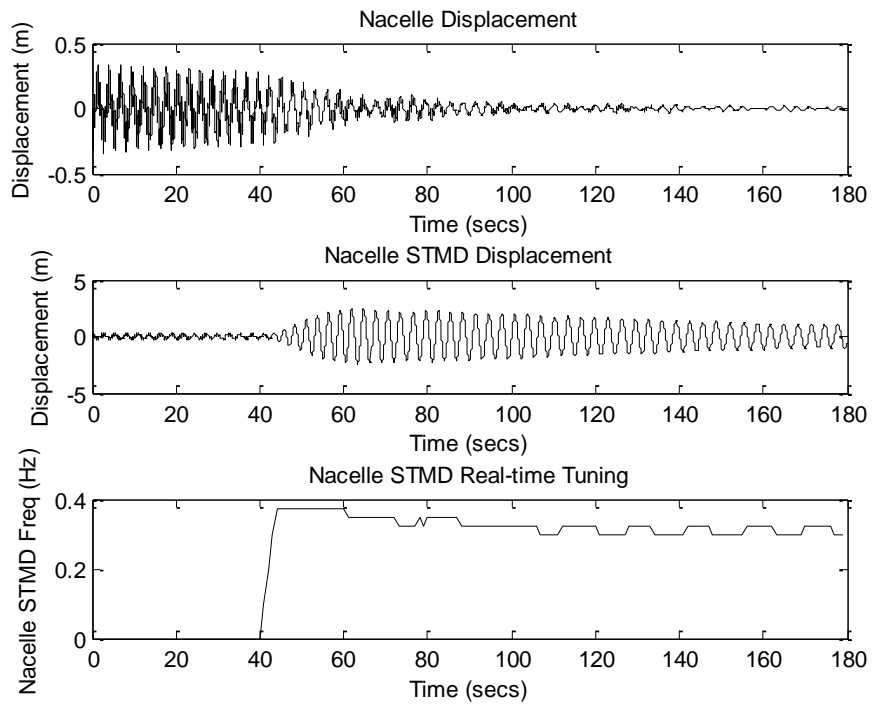 Nacelle Displacement
Displacement (m)
0.5
0
-0.5
0 20 40 60 80 100 120 140 160 180
Time (secs)
Nacelle STMD Displacement
Displacement (m)
5
0
-5
0 20 40 60 80 100 120 140 160 180
Time (secs)
Nacelle STMD Real-time Tuning
Nacelle STMD Freq (Hz)
0.4
0.2
0
0 20 40 60 80 100 120 140 160 180
Time (secs)